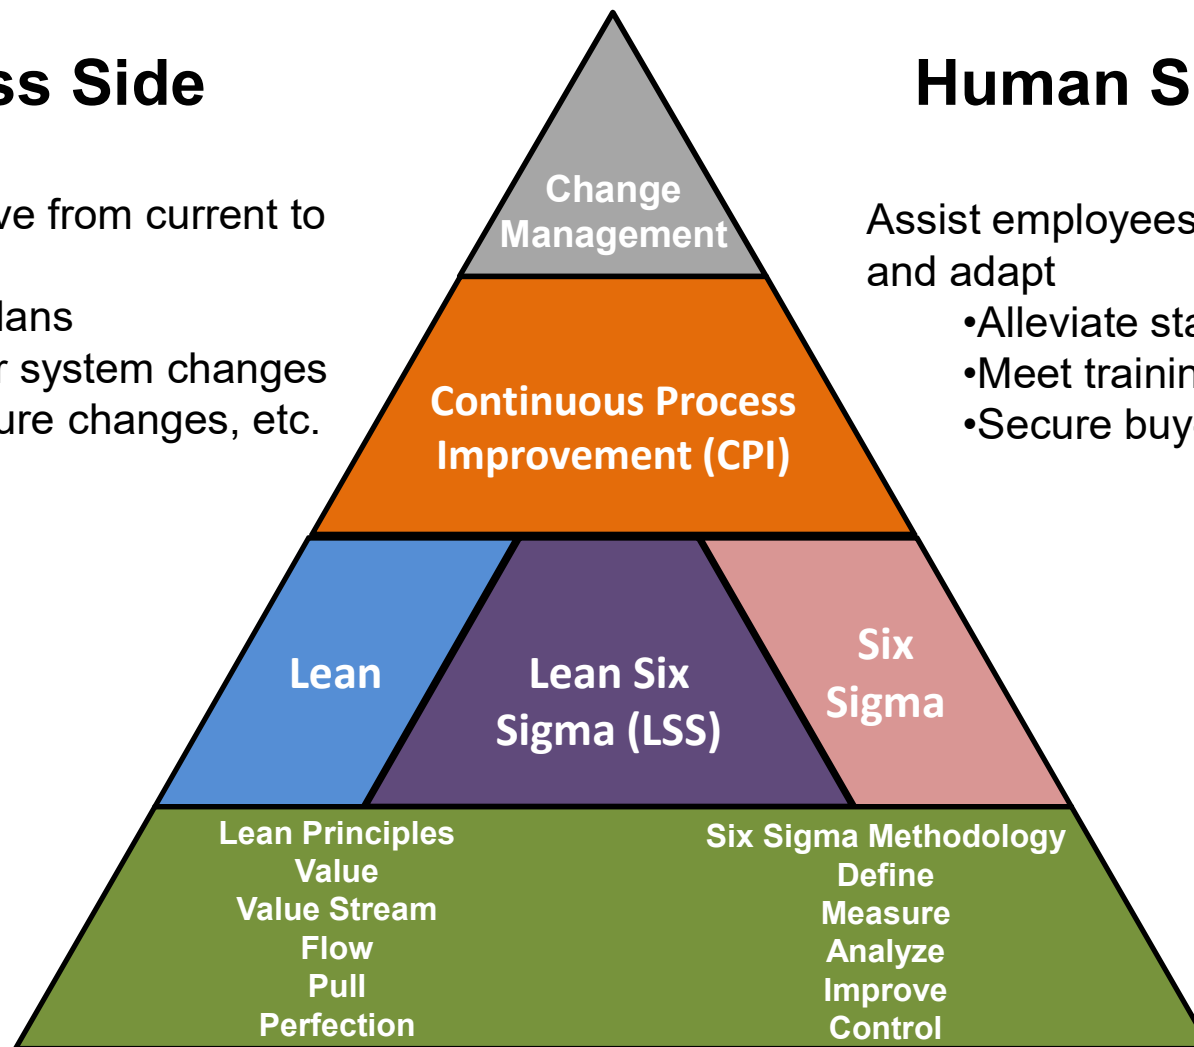 ss Side
ve from current to
lans
r system changes
ure changes, etc.
Change
Management
Continuous Process
Improvement (CPI)
Lean
Lean Six
Sigma (LSS)
Six
Sigma
Lean Principles
Value
Value Stream
Flow
Pull
Perfection
Six Sigma Methodology
Define
Measure
Analyze
Improve
Control
Human S
Assist employees
and adapt
•Alleviate sta
•Meet trainin
•Secure buy